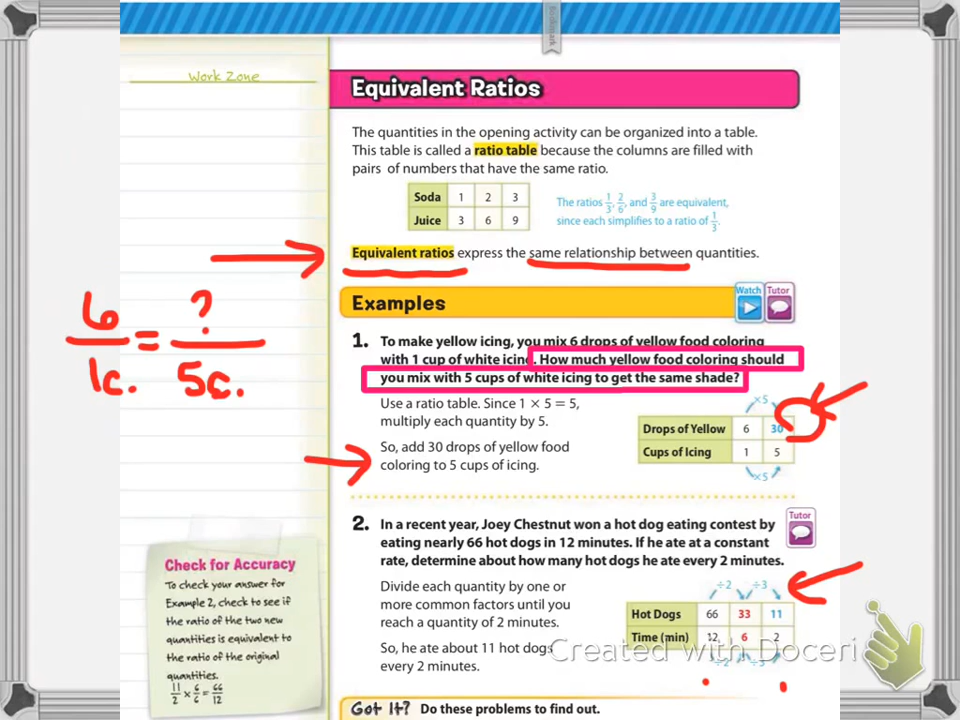 Bookmark
Work Zone
Equivalent Ratios
The quantities in the opening activity can be organized into a table.
This table is called a ratio table because the columns are filled with
pairs of numbers that have the same ratio.
Soda 1 2 3
Juice 3 6 9
The ratios 1/3, 2/6, and 3/9 are equivalent,
since each simplifies to a ratio of 1/3.
Equivalent ratios express the same relationship between quantities.
6/1c. = ?/5c.
Examples
Watch Tutor
1. To make yellow icing, you mix 6 drops of yellow food coloring
with 1 cup of white icing. How much yellow food coloring should
you mix with 5 cups of white icing to get the same shade?
Use a ratio table. Since 1 × 5 = 5,
multiply each quantity by 5.
So, add 30 drops of yellow food
coloring to 5 cups of icing.
×5
Drops of Yellow 6 30
Cups of Icing 1 5
×5
2. In a recent year, Joey Chestnut won a hot dog eating contest by
eating nearly 66 hot dogs in 12 minutes. If he ate at a constant
rate, determine about how many hot dogs he ate every 2 minutes.
Tutor
Divide each quantity by one or
more common factors until you
reach a quantity of 2 minutes.
So, he ate about 11 hot dogs
every 2 minutes.
÷2 ÷3
Hot Dogs 66 33 11
Time (min) 12 6 2
÷2 ÷3
Check for Accuracy
To check your answer for
Example 2, check to see if
the ratio of the two new
quantities is equivalent to
the ratio of the original
quantities.
11/2 × 6/6 = 66/12
Created with Doceri
Got It? Do these problems to find out.